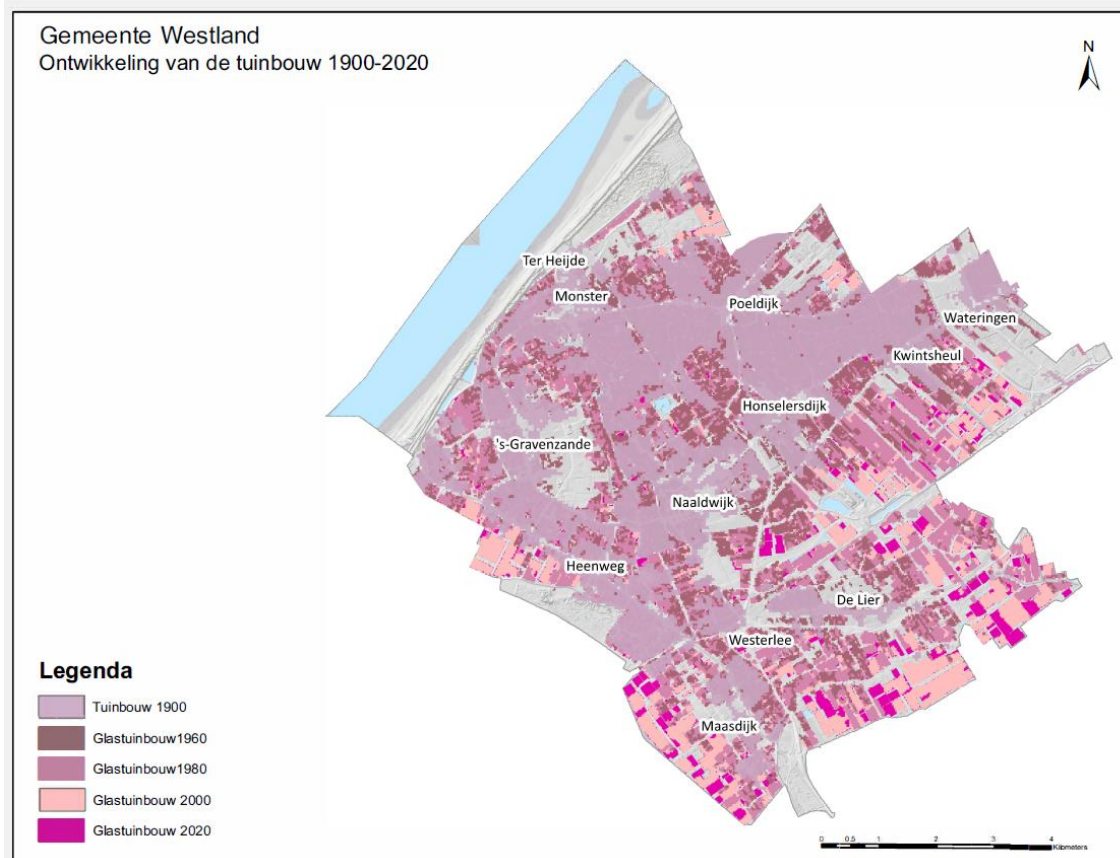 Gemeente Westland
Ontwikkeling van de tuinbouw 1900-2020
N
Ter Heijde
Monster
Poeldijk
Wateringen
Kwintsheul
Honselersdijk
's-Gravenzande
Naaldwijk
Heenweg
De Lier
Westerlee
Maasdijk
Legenda
Tuinbouw 1900
Glastuinbouw1960
Glastuinbouw1980
Glastuinbouw 2000
Glastuinbouw 2020
0 0.5 1 2 3 4
Kilometers